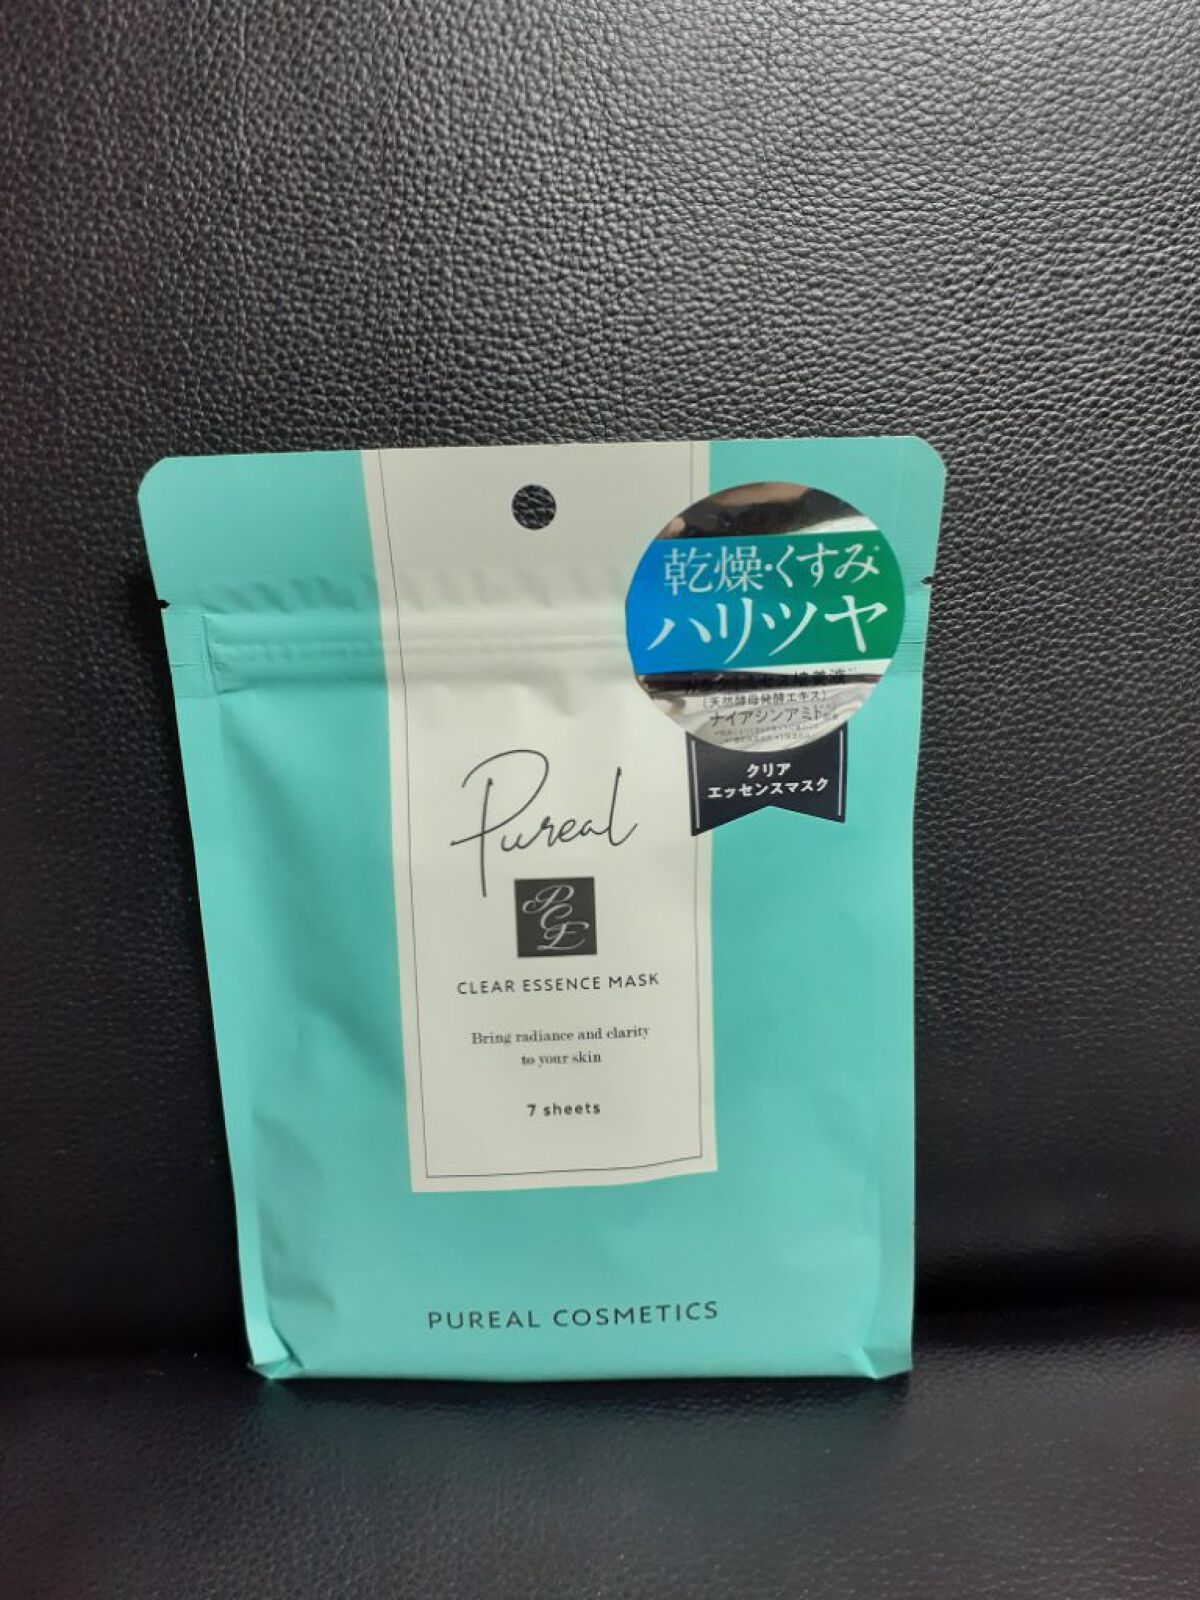 乾燥・くすみ*
ハリツヤ
(天然酵母発酵エキス)
ナイアシンアミド
クリア
エッセンスマスク
Pureal
PCE
CLEAR ESSENCE MASK
Bring radiance and clarity
to your skin
7 sheets
PUREAL COSMETICS